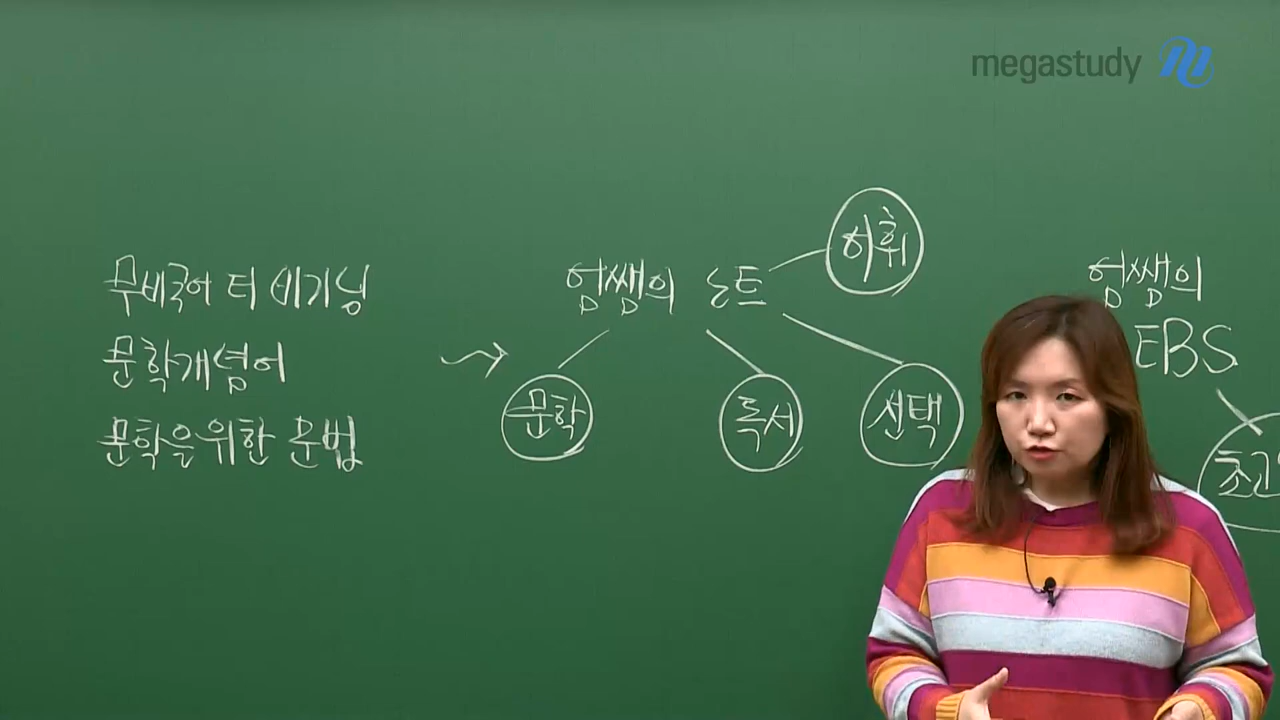 megastudy
무비국어 더 비기닝
문학개념어
문학을위한 문법
엄쌤의 노트
어휘
문학
독서
선택
엄쌤의
EBS